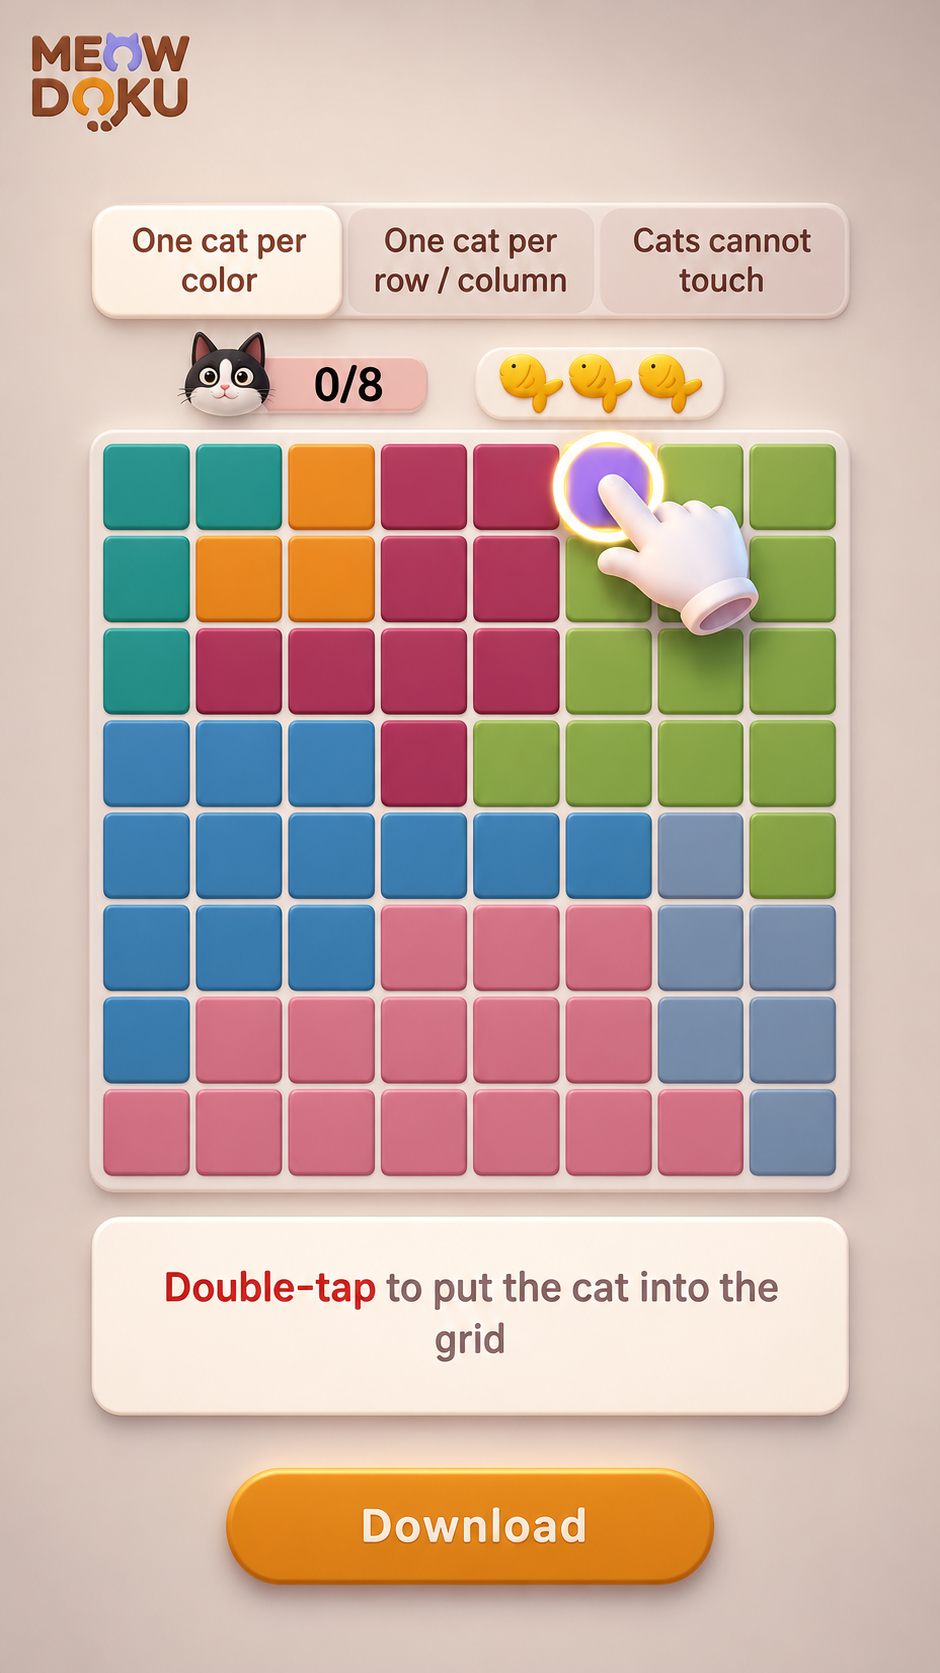 MEOW
DOKU
One cat per
color
One cat per
row / column
Cats cannot
touch
0/8
Double-tap to put the cat into the
grid
Download